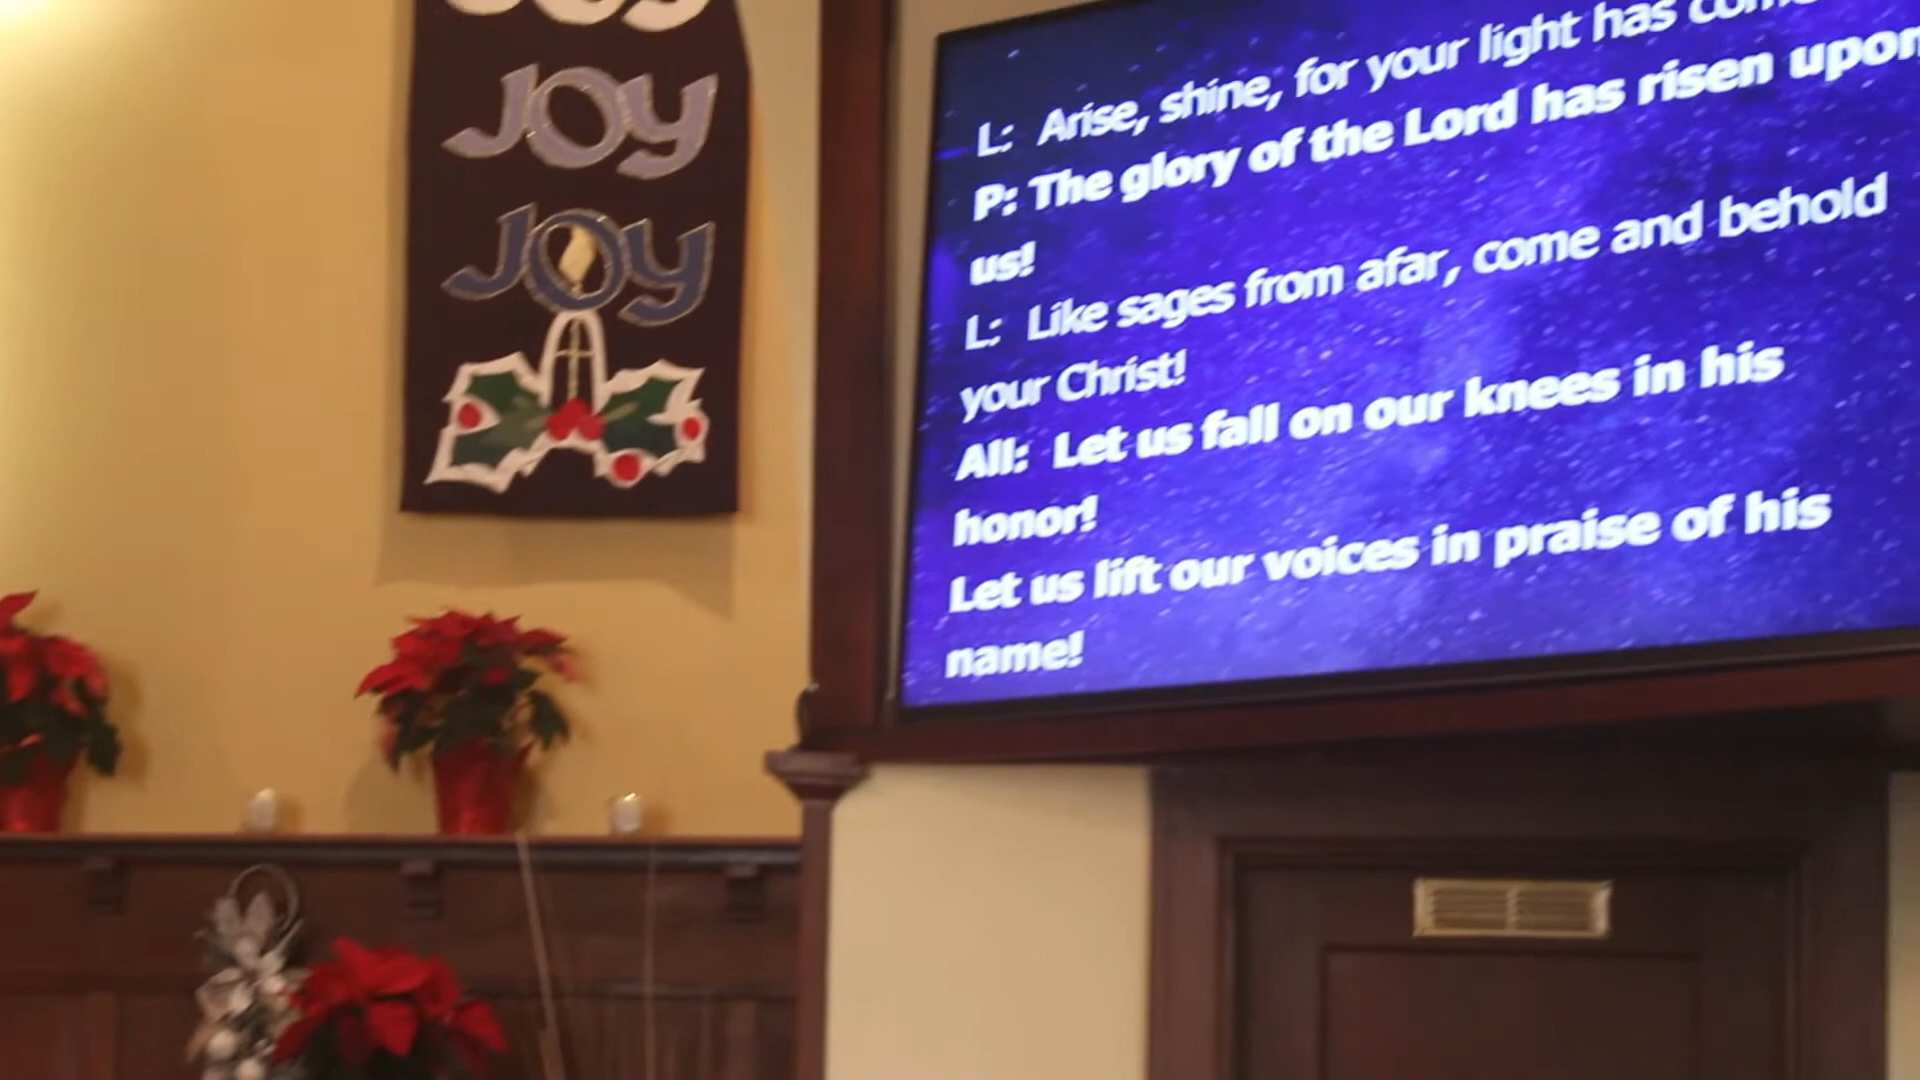 JOY
JOY
JOY
L: Arise, shine, for your light has come
P: The glory of the Lord has risen upon
us!
L: Like sages from afar, come and behold
your Christ!
All: Let us fall on our knees in his
honor!
Let us lift our voices in praise of his
name!